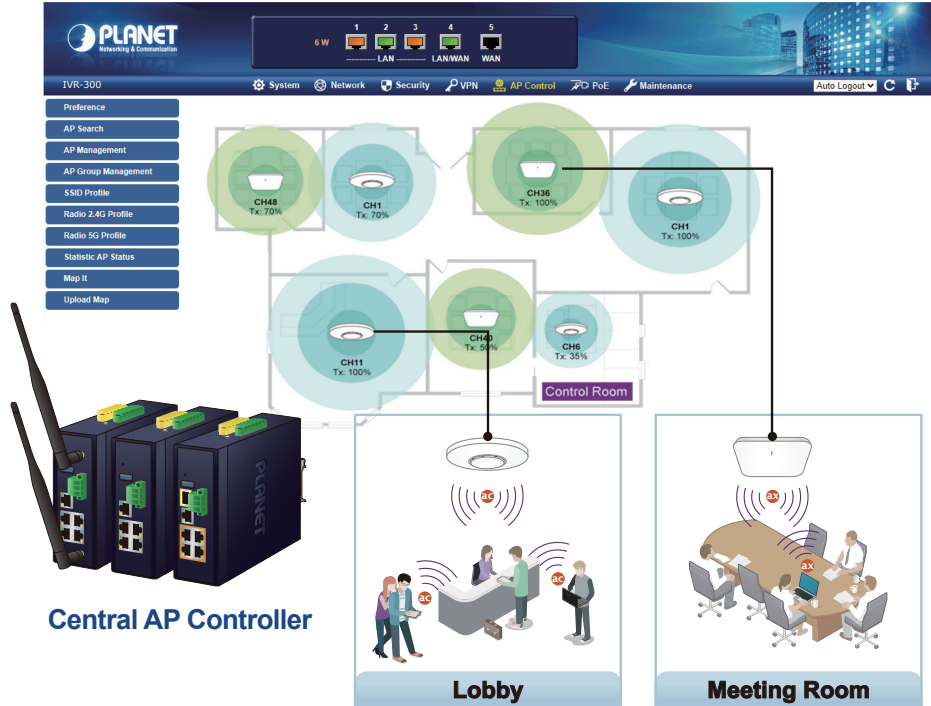 PLANET
Networking & Communication
1 2 3 4 5
6 W
LAN LAN/WAN WAN
IVR-300
System Network Security VPN AP Control PoE Maintenance Auto Logout
Preference
AP Search
AP Management
AP Group Management
SSID Profile
Radio 2.4G Profile
Radio 5G Profile
Statistic AP Status
Map It
Upload Map
CH48
Tx: 70%
CH1
Tx: 70%
CH36
Tx: 100%
CH1
Tx: 100%
CH11
Tx: 100%
CH40
Tx: 50%
CH6
Tx: 35%
Control Room
PLANET
Central AP Controller
ac
ac
ac
Lobby
ax
ax
Meeting Room